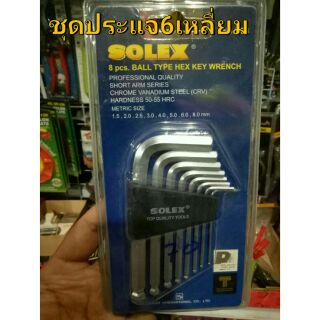 ชุดประแจ6เหลี่ยม
SOLEX
8 pcs. BALL TYPE HEX KEY WRENCH
PROFESSIONAL QUALITY
SHORT ARM SERIES
CHROME VANADIUM STEEL (CRV)
HARDNESS 50-55 HRC
METRIC SIZE
1.5, 2.0, 2.5, 3.0, 4.0, 5.0, 6.0, 8.0 mm
SOLEX
TOP QUALITY TOOLS
P
T
INTERNATIONAL CO., LTD.